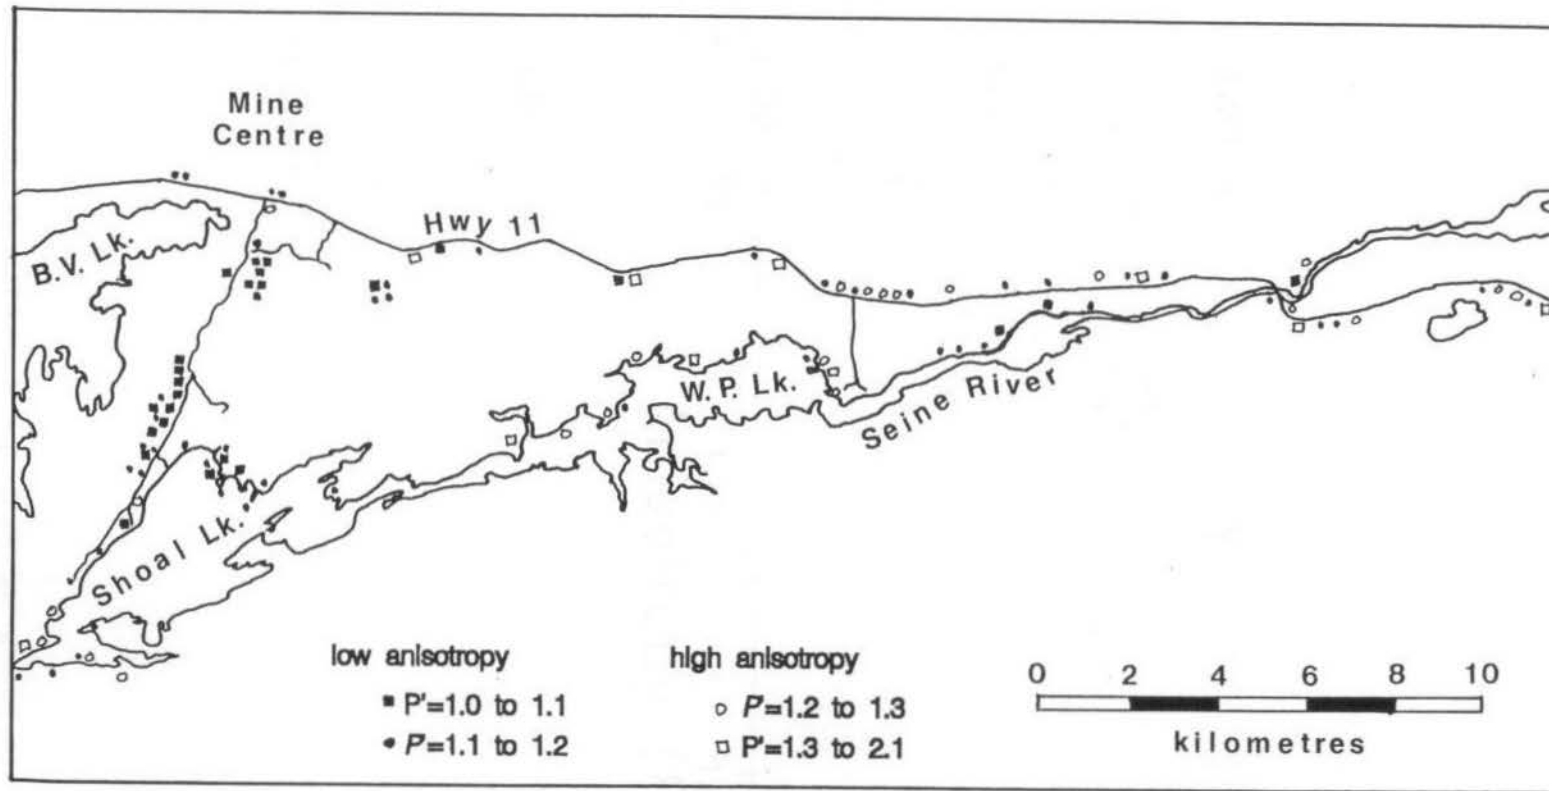 Mine
Centre
Hwy 11
B.V. Lk.
W.P. Lk.
Seine River
Shoal Lk.
low anisotropy
P'=1.0 to 1.1
P'=1.1 to 1.2
high anisotropy
P'=1.2 to 1.3
P'=1.3 to 2.1
0 2 4 6 8 10
kilometres